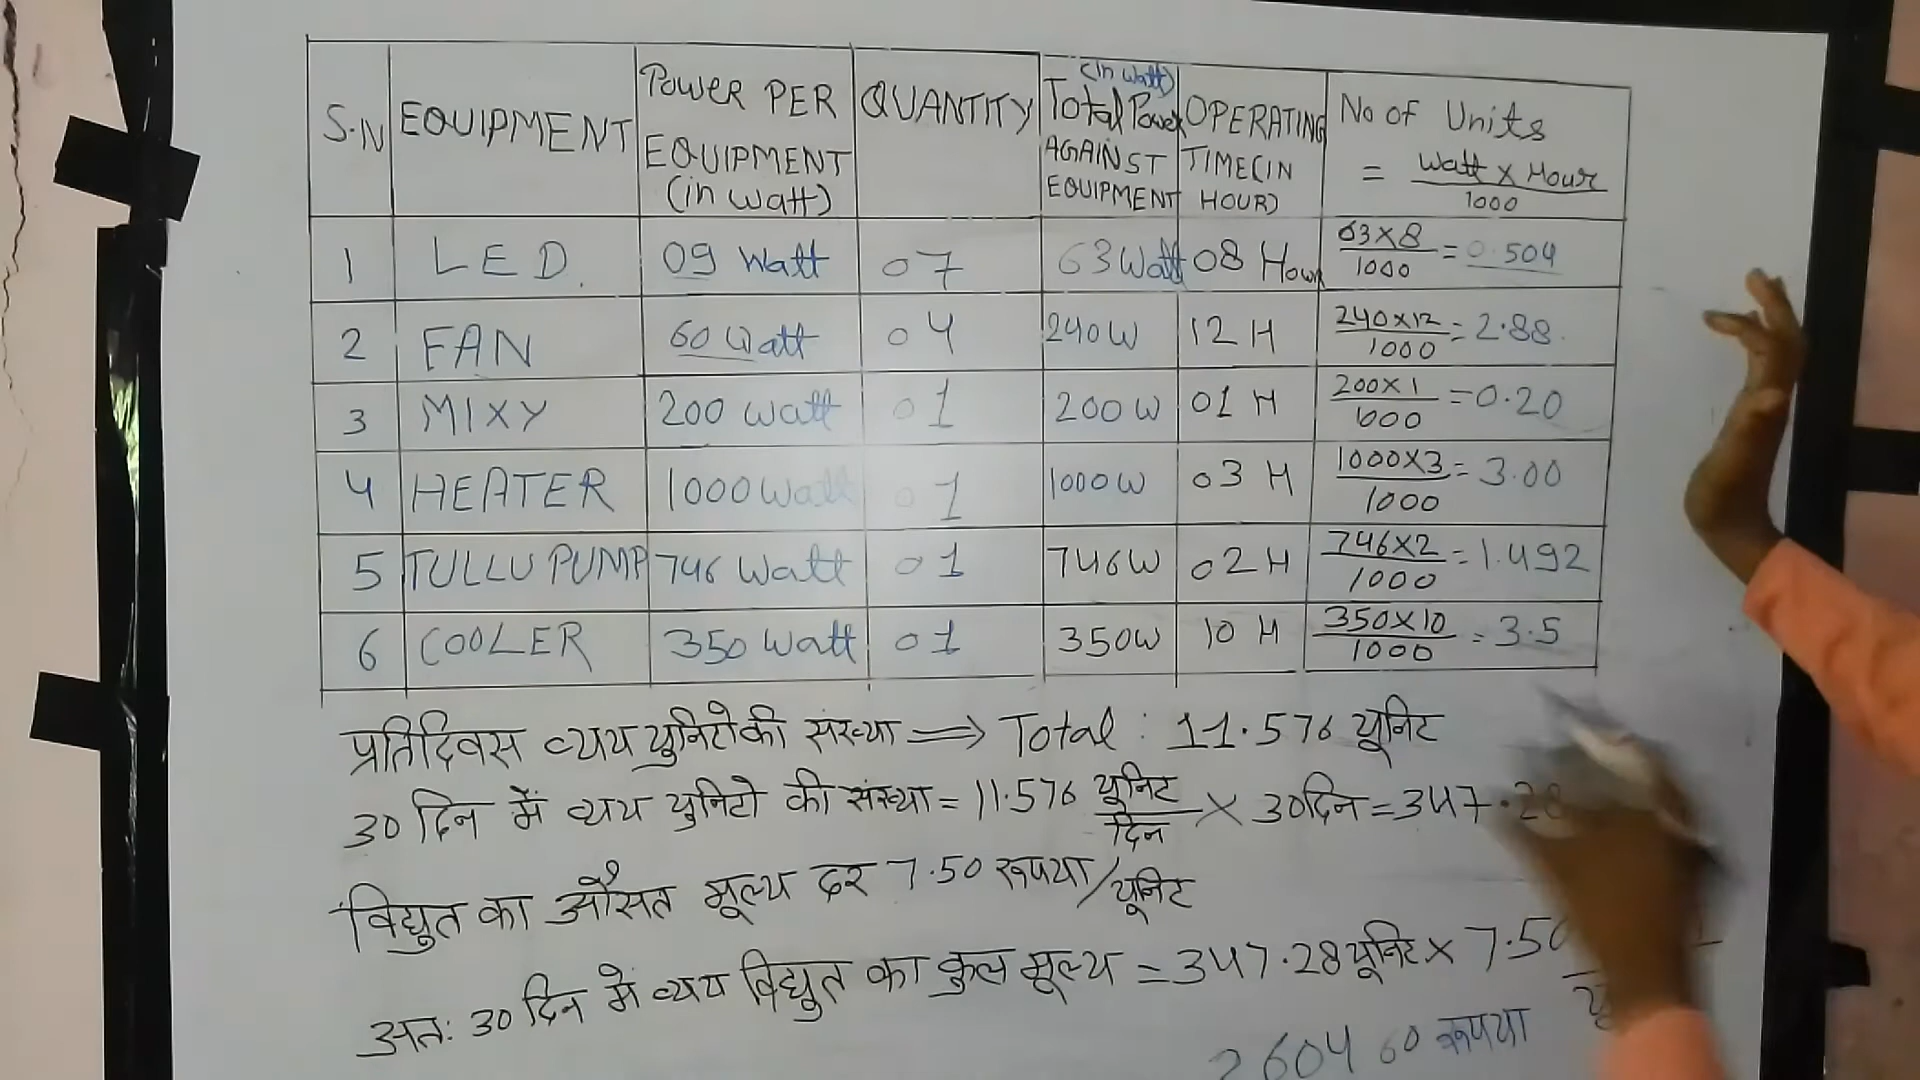 S.N EQUIPMENT Power PER EQUIPMENT (in watt) QUANTITY Total Power (in watt) AGAINST EQUIPMENT OPERATING TIME(IN HOUR) No of Units = Watt x Hour / 1000
1 LED. 09 Watt 07 63 Watt 08 Hour 63x8/1000 = 0.504
2 FAN 60 Watt 04 240W 12 H 240x12/1000 = 2.88
3 MIXY 200 watt 01 200W 01 H 200x1/1000 = 0.20
4 HEATER 1000 watt 01 1000W 03 H 1000x3/1000 = 3.00
5 TULLU PUMP 746 Watt 01 746W 02 H 746x2/1000 = 1.492
6 COOLER 350 Watt 01 350W 10 H 350x10/1000 = 3.5
प्रतिदिवस व्यय युनिटो की संख्या => Total : 11.576 यूनिट
30 दिन में व्यय युनिटो की संख्या = 11.576 यूनिट/दिन x 30 दिन = 347.28
विद्युत का औसत मूल्य दर 7.50 रूपया/यूनिट
अतः 30 दिन में व्यय विद्युत का कुल मूल्य = 347.28 यूनिट x 7.50
2604 60 रूपया